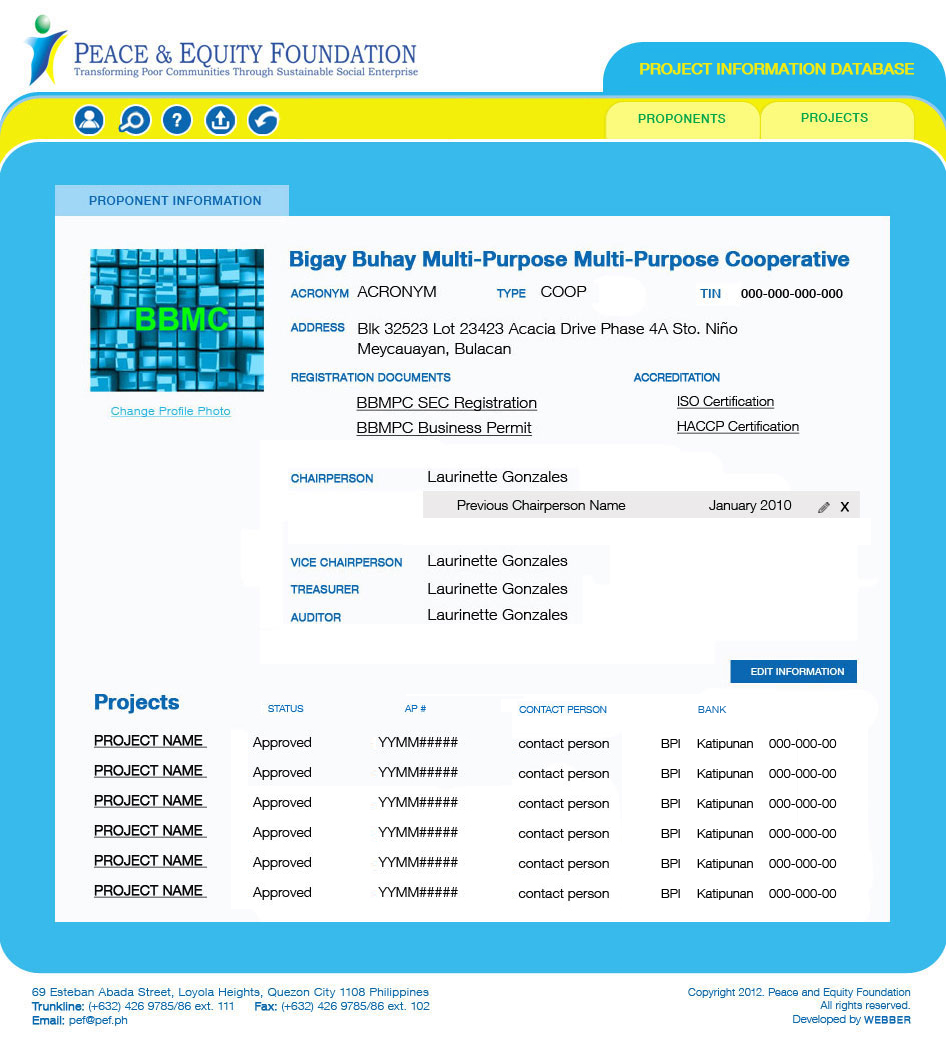 PEACE & EQUITY FOUNDATION
Transforming Poor Communities Through Sustainable Social Enterprise
PROJECT INFORMATION DATABASE
?
PROPONENTS PROJECTS
PROPONENT INFORMATION
BBMC
Change Profile Photo
Bigay Buhay Multi-Purpose Multi-Purpose Cooperative
ACRONYM ACRONYM TYPE COOP TIN 000-000-000-000
ADDRESS Blk 32523 Lot 23423 Acacia Drive Phase 4A Sto. Niño
Meycauayan, Bulacan
REGISTRATION DOCUMENTS ACCREDITATION
BBMPC SEC Registration ISO Certification
BBMPC Business Permit HACCP Certification
CHAIRPERSON Laurinette Gonzales
Previous Chairperson Name January 2010 X
VICE CHAIRPERSON Laurinette Gonzales
TREASURER Laurinette Gonzales
AUDITOR Laurinette Gonzales
EDIT INFORMATION
Projects STATUS AP # CONTACT PERSON BANK
PROJECT NAME Approved YYMM##### contact person BPI Katipunan 000-000-00
PROJECT NAME Approved YYMM##### contact person BPI Katipunan 000-000-00
PROJECT NAME Approved YYMM##### contact person BPI Katipunan 000-000-00
PROJECT NAME Approved YYMM##### contact person BPI Katipunan 000-000-00
PROJECT NAME Approved YYMM##### contact person BPI Katipunan 000-000-00
PROJECT NAME Approved YYMM##### contact person BPI Katipunan 000-000-00
69 Esteban Abada Street, Loyola Heights, Quezon City 1108 Philippines
Trunkline: (+632) 426 9785/86 ext. 111 Fax: (+632) 426 9785/86 ext. 102
Email: pef@pef.ph
Copyright 2012. Peace and Equity Foundation
All rights reserved.
Developed by WEBBER